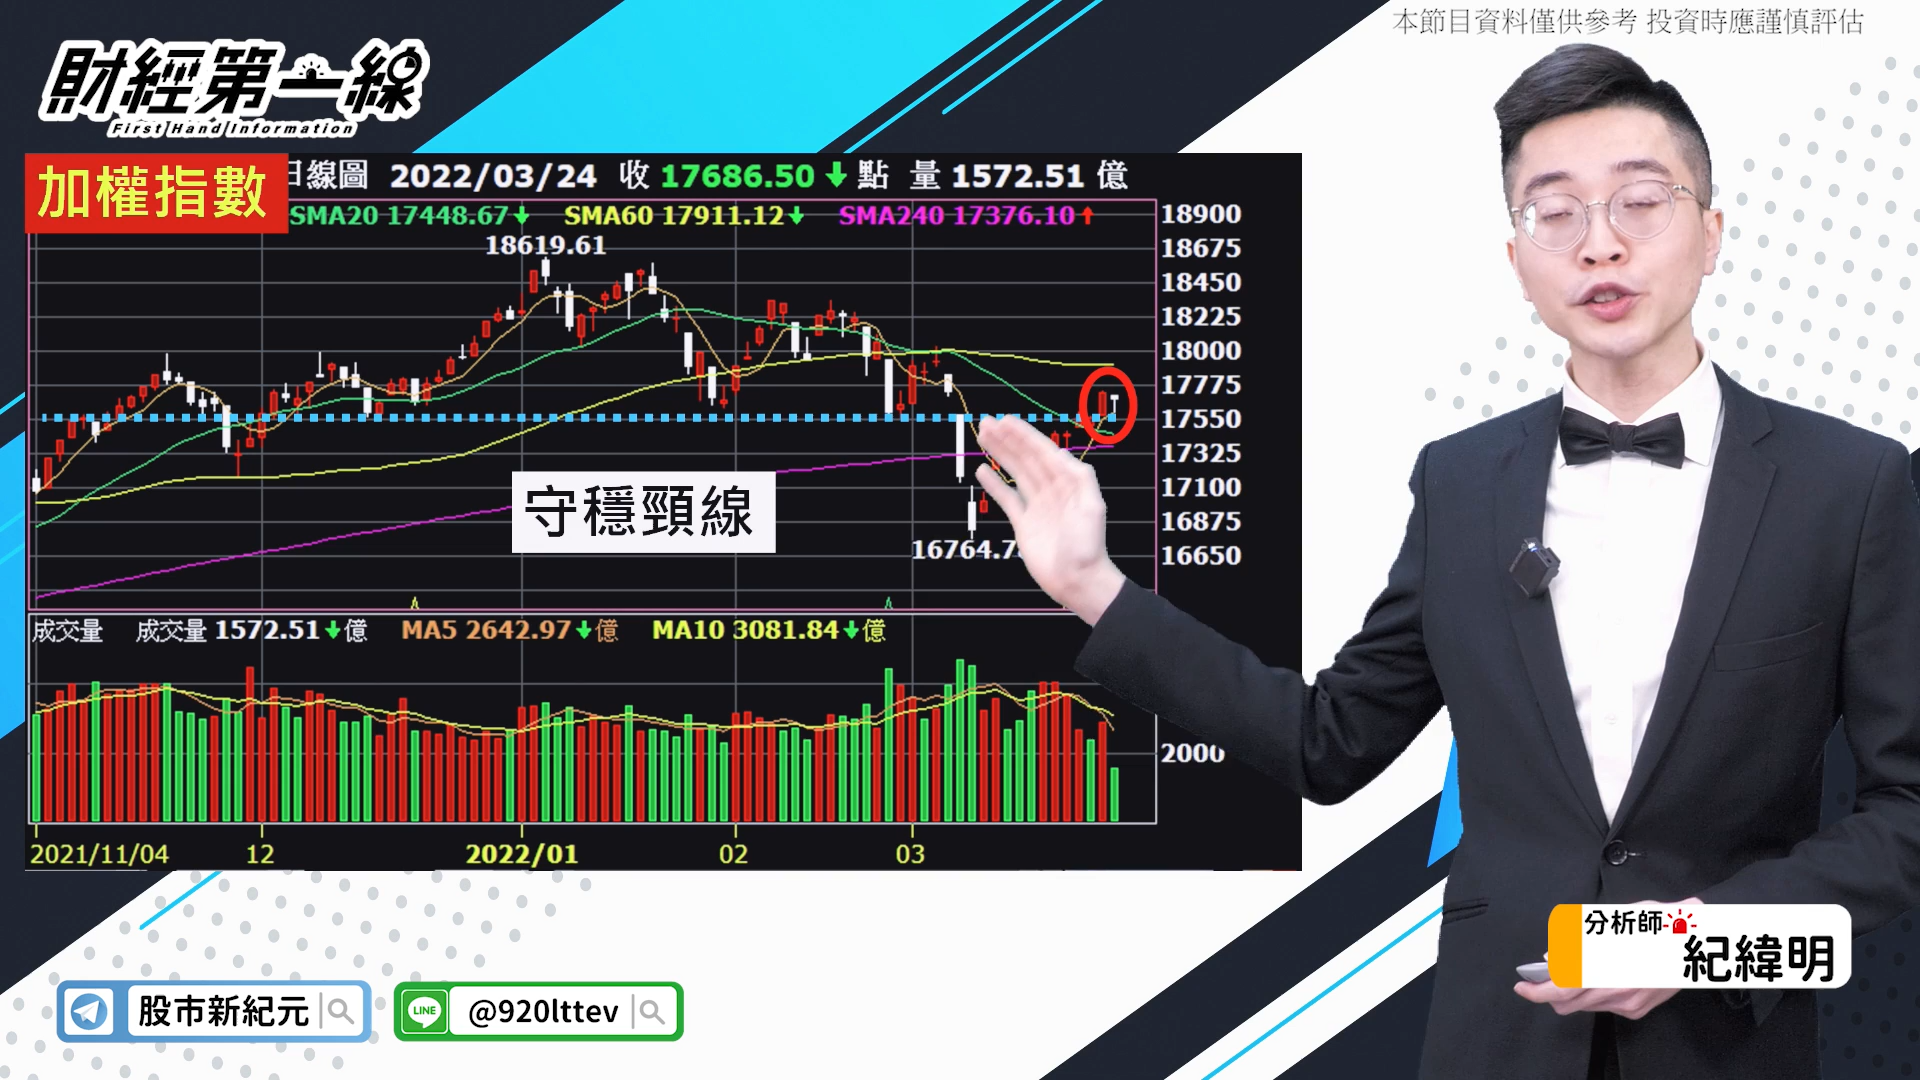 本節目資料僅供參考 投資時應謹慎評估
財經第一線
First Hand Information
加權指數
日線圖 2022/03/24 收 17686.50↓ 點 量 1572.51 億
SMA20 17448.67↓ SMA60 17911.12↓ SMA240 17376.10↑
18619.61
18900
18675
18450
18225
18000
17775
17550
17325
17100
16875
16650
守穩頸線
16764.7
成交量 成交量 1572.51↓億 MA5 2642.97↓億 MA10 3081.84↓億
2000
2021/11/04 12 2022/01 02 03
分析師
紀緯明
股市新紀元
LINE
@920lttev